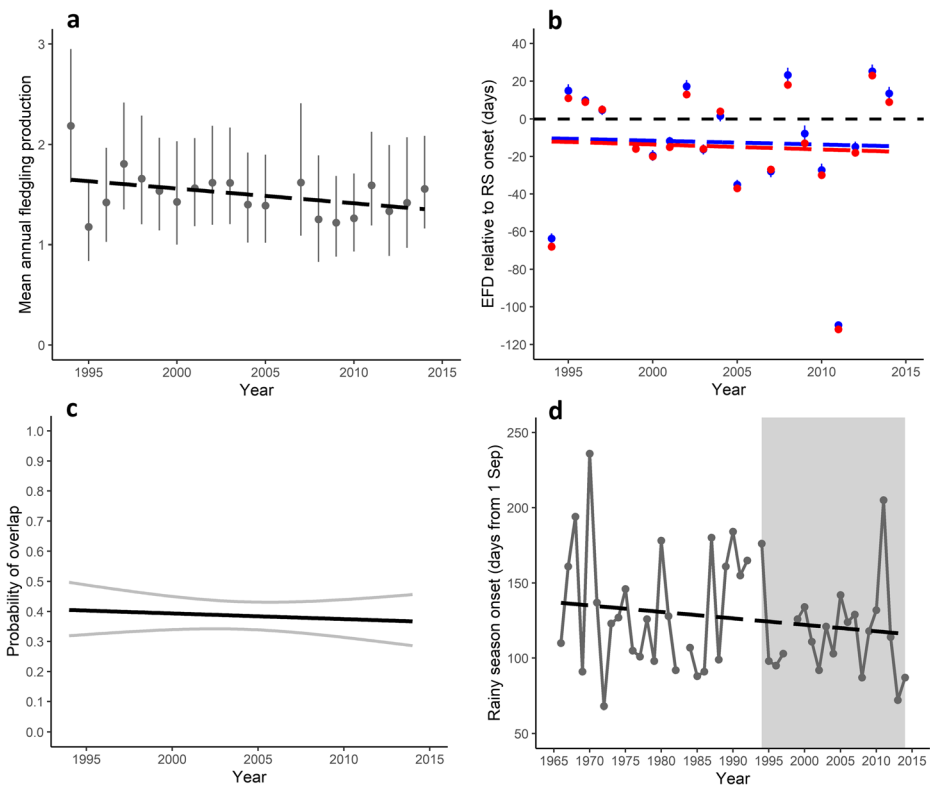 a
Mean annual fledgling production
3
2
1
0
1995 2000 2005 2010 2015
Year
b
EFD relative to RS onset (days)
40
20
0
-20
-40
-60
-80
-100
-120
1995 2000 2005 2010 2015
Year
c
Probability of overlap
1.0
0.9
0.8
0.7
0.6
0.5
0.4
0.3
0.2
0.1
0.0
1995 2000 2005 2010 2015
Year
d
Rainy season onset (days from 1 Sep)
250
200
150
100
50
1965 1970 1975 1980 1985 1990 1995 2000 2005 2010 2015
Year